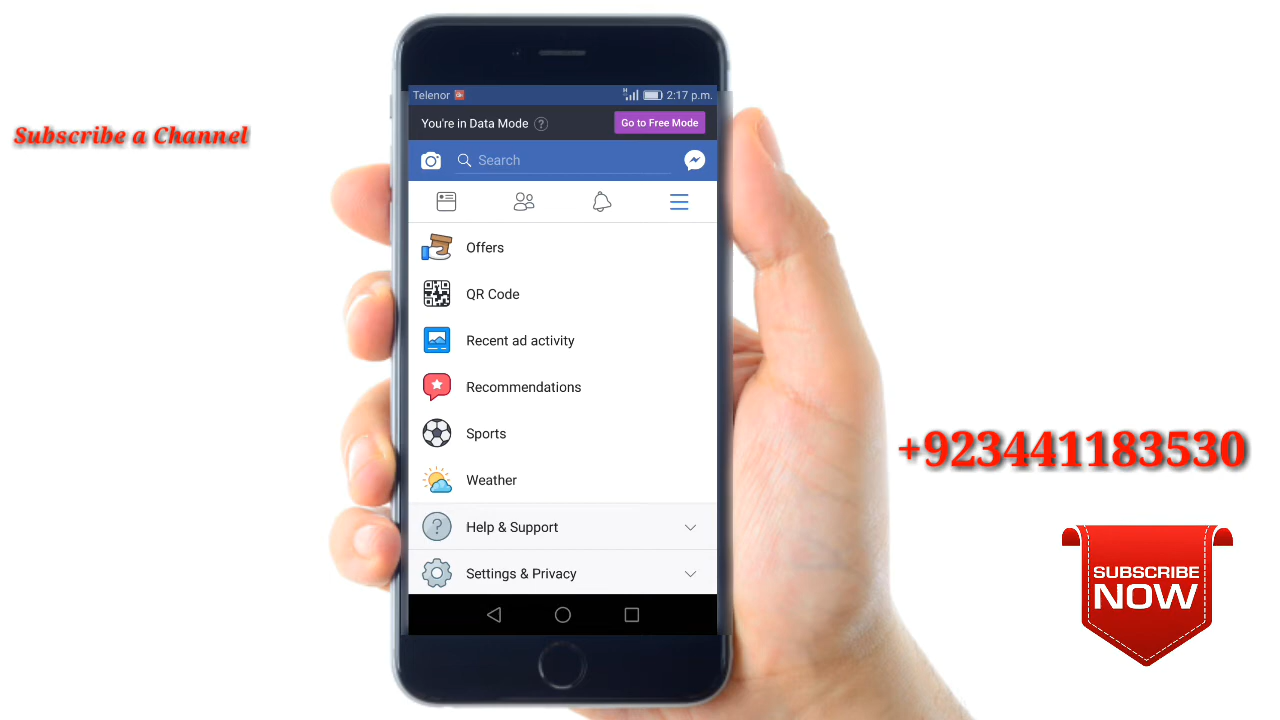 Telenor
2:17 p.m.
You're in Data Mode ?
Go to Free Mode
Subscribe a Channel
Search
Offers
QR Code
Recent ad activity
Recommendations
Sports
+923441183530
Weather
? Help & Support
Settings & Privacy
SUBSCRIBE
NOW